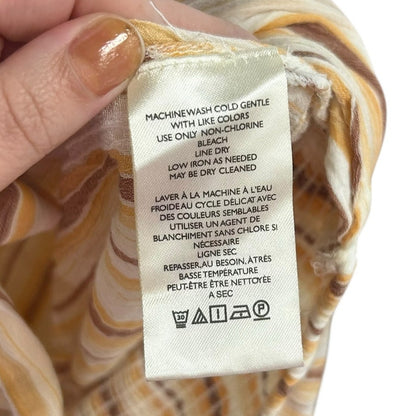 MACHINE WASH COLD GENTLE
WITH LIKE COLORS
USE ONLY NON-CHLORINE
BLEACH
LINE DRY
LOW IRON AS NEEDED
MAY BE DRY CLEANED
LAVER À LA MACHINE À L'EAU
FROIDE AU CYCLE DÉLICAT AVEC
DES COULEURS SEMBLABLES
UTILISER UN AGENT DE
BLANCHIMENT SANS CHLORE SI
NÉCESSAIRE
LIGNE SEC
REPASSER, AU BESOIN, À TRÈS
BASSE TEMPÉRATURE
PEUT ÊTRE NETTOYÉE
A SEC
30